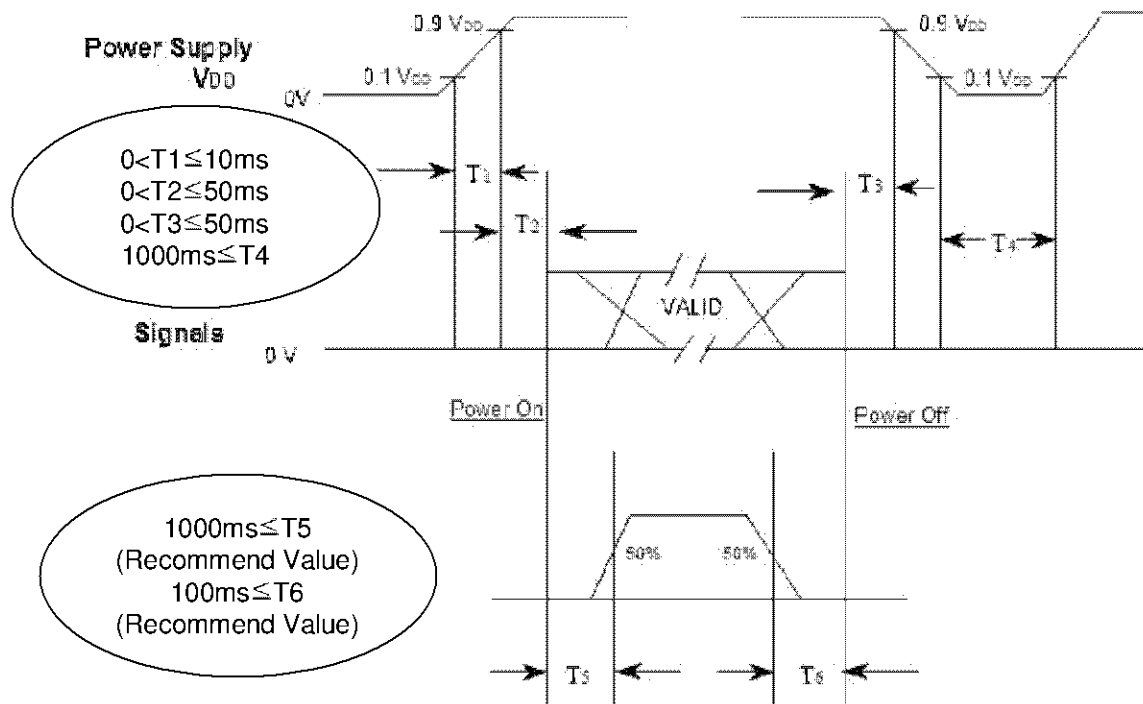 0.9 VDD
0.9 VDD
Power Supply
VDD
0.1 VDD
0.1 VDD
0V
0<T1≦10ms
0<T2≦50ms
0<T3≦50ms
1000ms≦T4
T1
T3
T2
T4
VALID
Signals
0 V
Power On
Power Off
1000ms≦T5
(Recommend Value)
100ms≦T6
(Recommend Value)
50%
50%
T5
T6